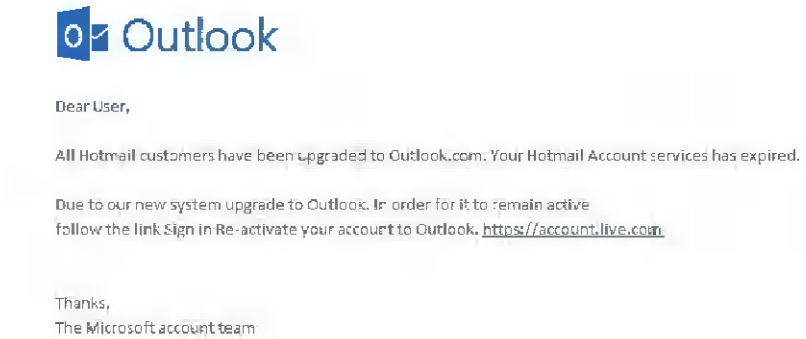 Outlook
Dear User,
All Hotmail customers have been upgraded to Outlook.com. Your Hotmail Account services has expired.
Due to our new system upgrade to Outlook. In order for it to remain active
follow the link Sign in Re-activate your account to Outlook. https://account.live.com
Thanks,
The Microsoft account team